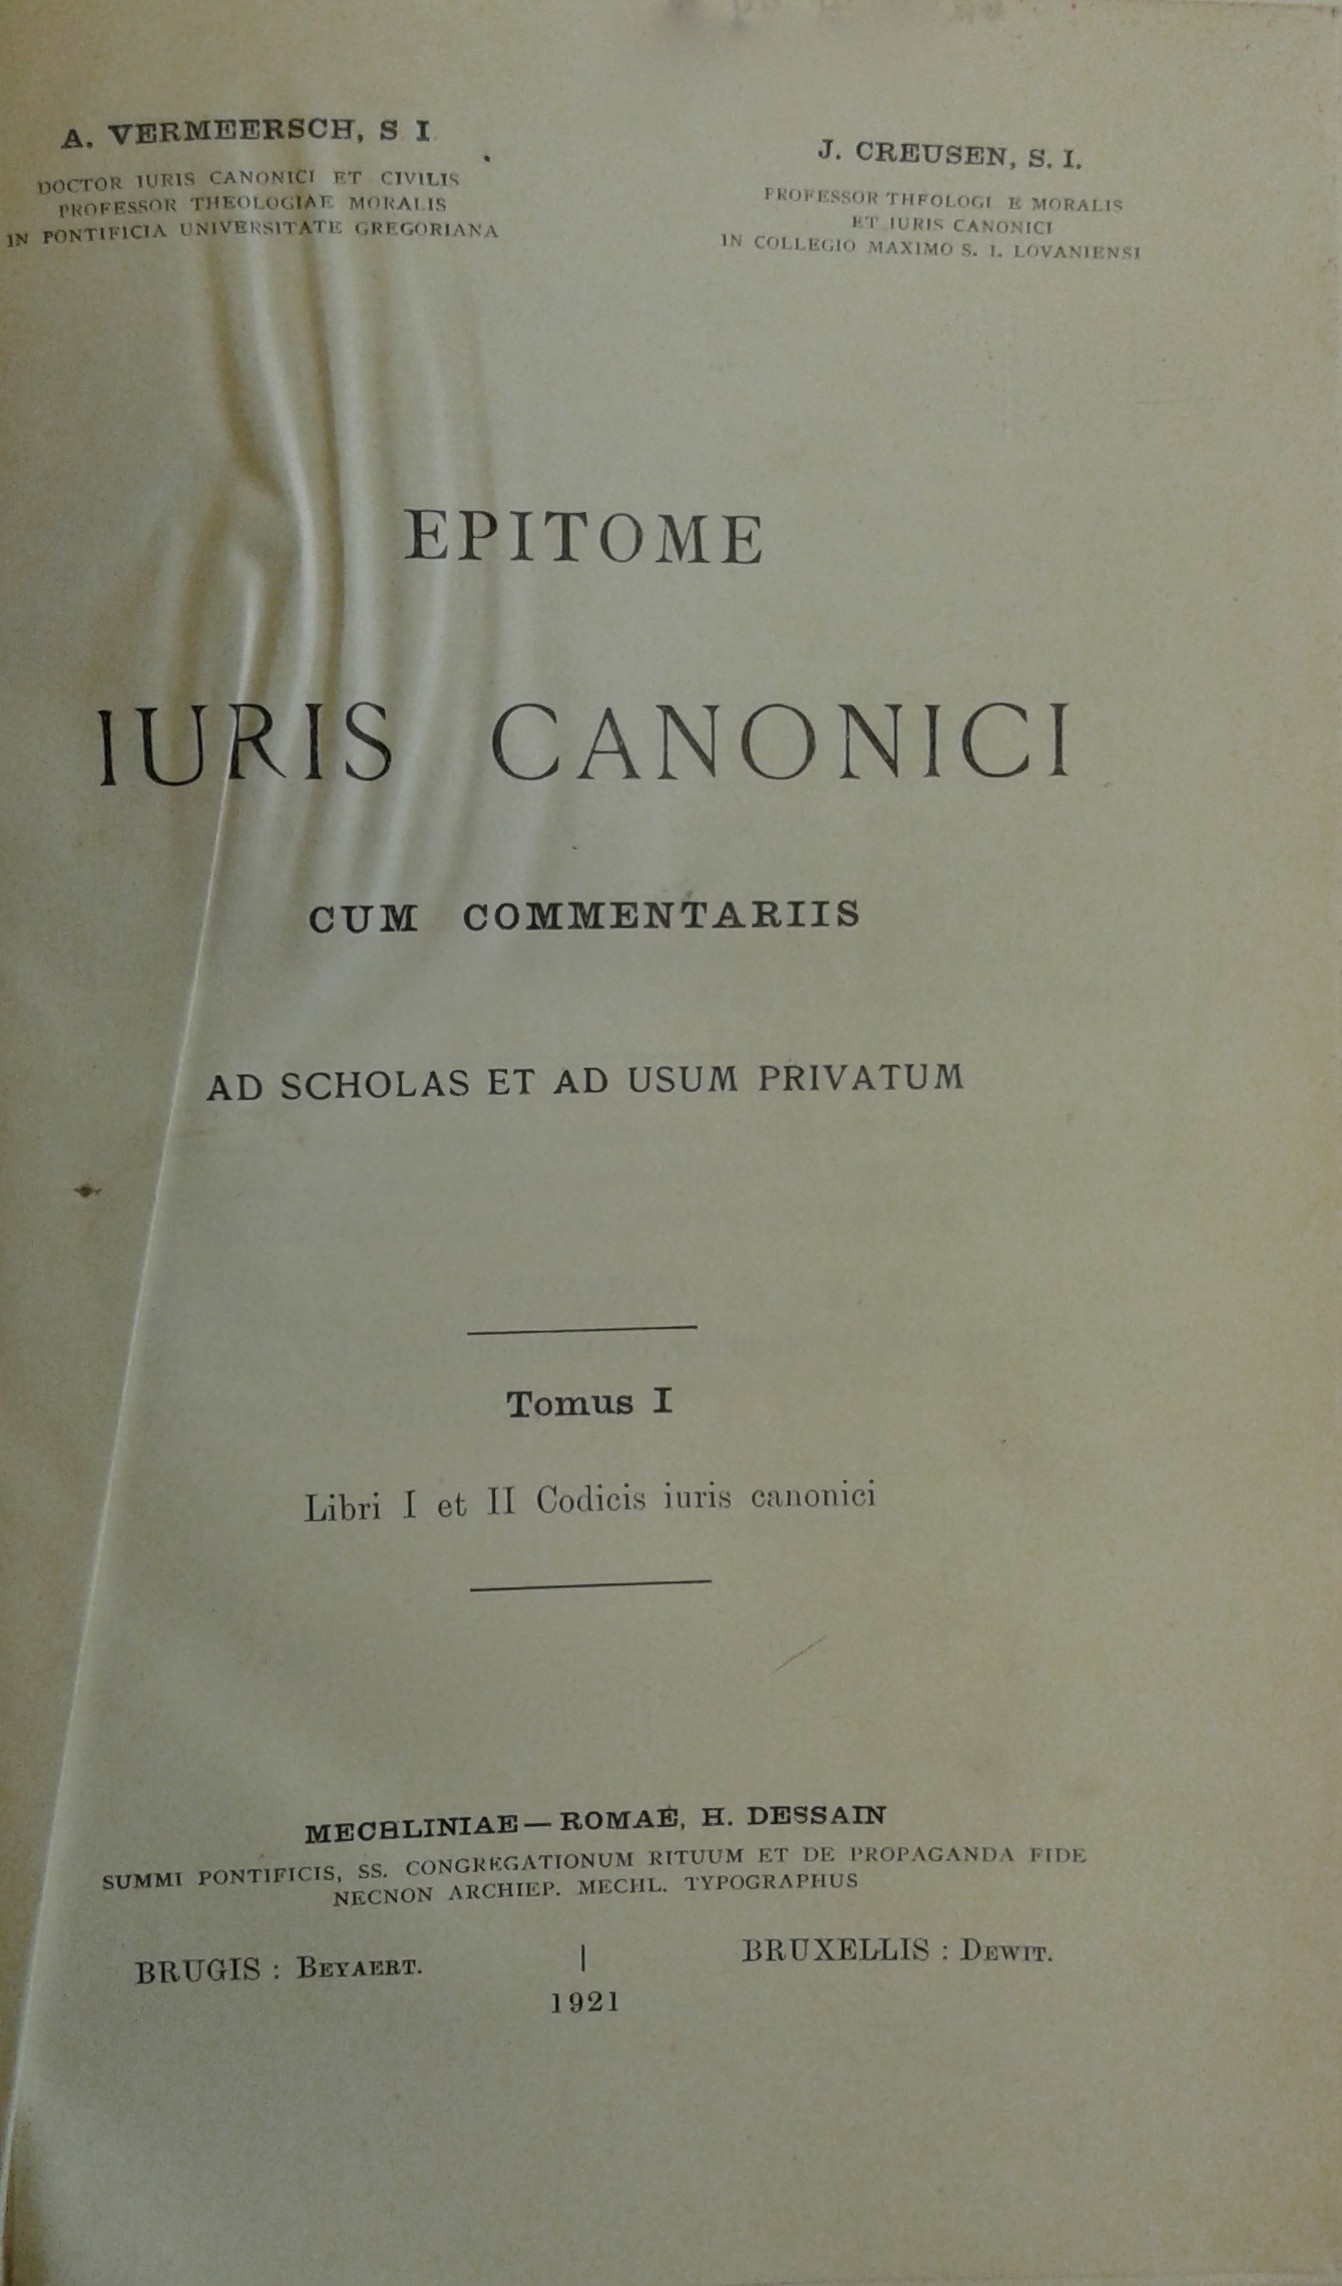 A. VERMEERSCH, S I
DOCTOR IURIS CANONICI ET CIVILIS
PROFESSOR THEOLOGIAE MORALIS
IN PONTIFICIA UNIVERSITATE GREGORIANA
J. CREUSEN, S. I.
PROFESSOR THEOLOGI E MORALIS
ET IURIS CANONICI
IN COLLEGIO MAXIMO S. I. LOVANIENSI
EPITOME
IURIS CANONICI
CUM COMMENTARIIS
AD SCHOLAS ET AD USUM PRIVATUM
Tomus I
Libri I et II Codicis iuris canonici
MECHLINIAE — ROMAE, H. DESSAIN
SUMMI PONTIFICIS, SS. CONGREGATIONUM RITUUM ET DE PROPAGANDA FIDE
NECNON ARCHIEP. MECHL. TYPOGRAPHUS
BRUGIS : BEYAERT. | BRUXELLIS : DEWIT.
1921